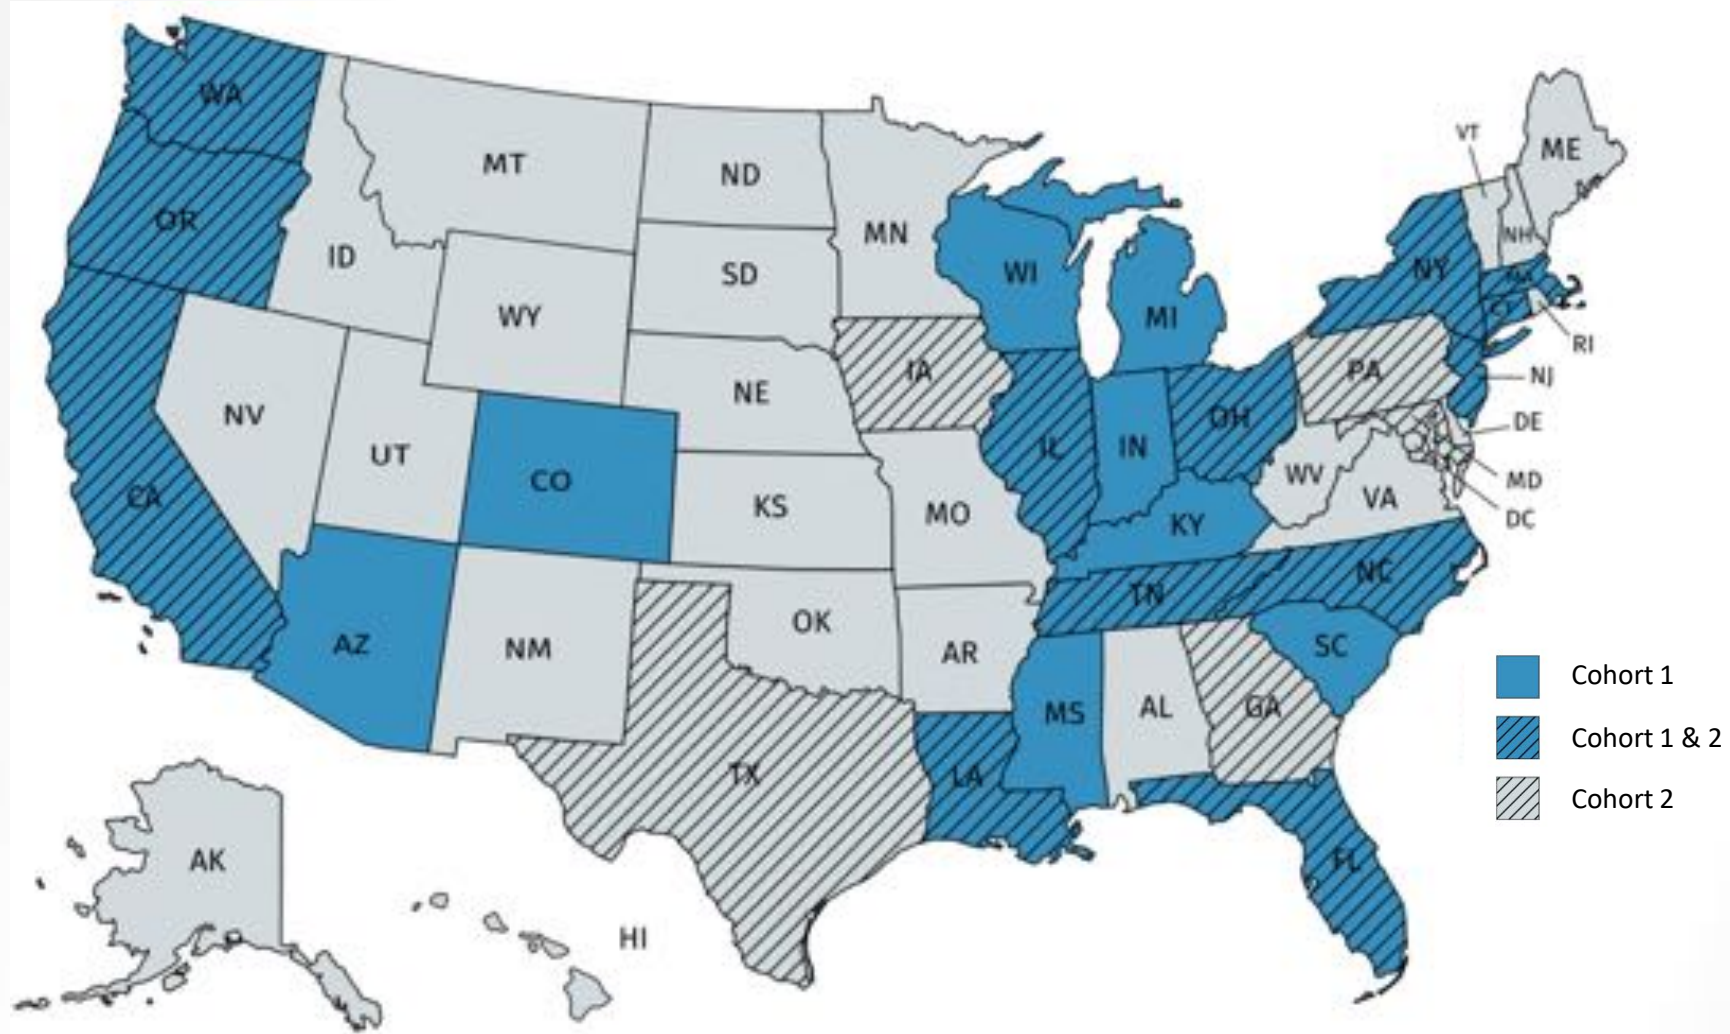 WA
OR
CA
ID
NV
MT
WY
UT
CO
AZ
NM
ND
SD
NE
KS
OK
TX
MN
IA
MO
AR
LA
WI
IL
MI
IN
OH
KY
TN
MS
AL
GA
FL
SC
NC
VA
WV
PA
NY
VT
NH
ME
MA
CT
RI
NJ
DE
MD
DC
AK
HI
Cohort 1
Cohort 1 & 2
Cohort 2